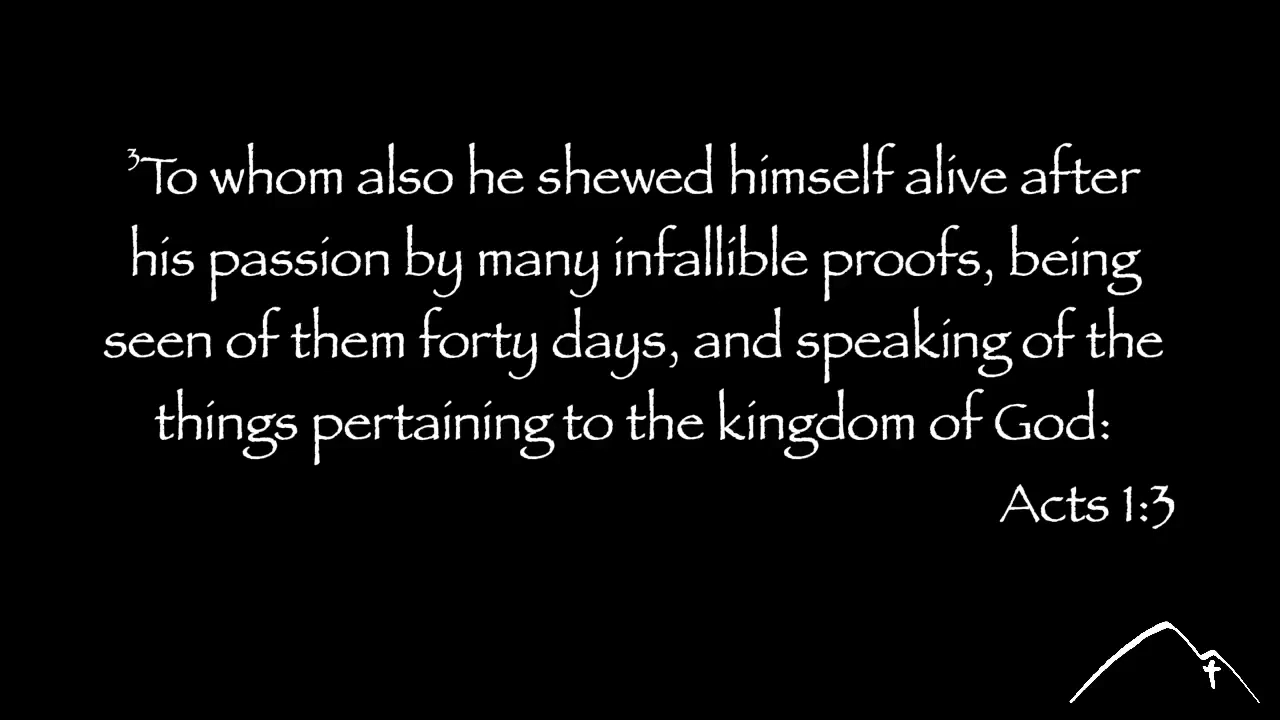 ³To whom also he shewed himself alive after
his passion by many infallible proofs, being
seen of them forty days, and speaking of the
things pertaining to the kingdom of God:
Acts 1:3